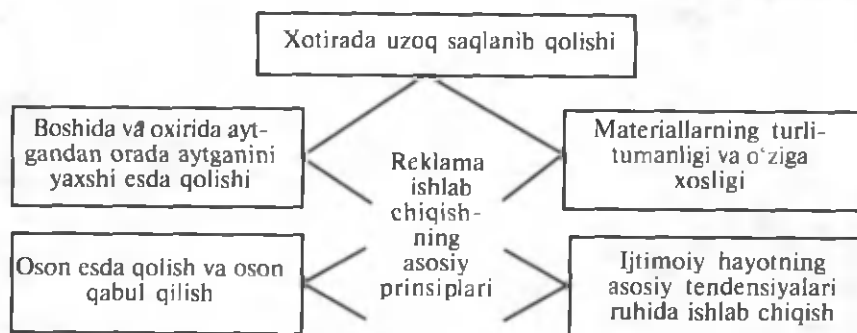 Xotirada uzoq saqlanib qolishi
Boshida va oxirida ayt-
gandan orada aytganini
yaxshi esda qolishi
Reklama
ishlab
chiqish-
ning
asosiy
prinsiplari
Materiallarning turli-
tumanligi va o‘ziga
xosligi
Oson esda qolish va oson
qabul qilish
Ijtimoiy hayotning
asosiy tendensiyalari
ruhida ishlab chiqish